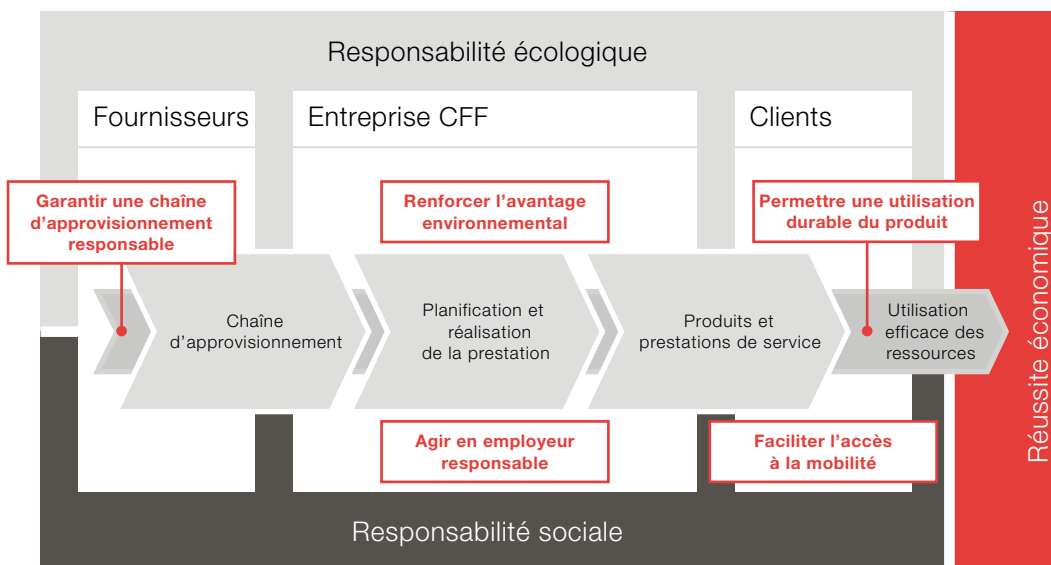 Responsabilité écologique
Fournisseurs
Entreprise CFF
Clients
Garantir une chaîne
d’approvisionnement
responsable
Renforcer l’avantage
environnemental
Permettre une utilisation
durable du produit
Chaîne
d’approvisionnement
Planification et
réalisation
de la prestation
Produits et
prestations de service
Utilisation
efficace des
ressources
Agir en employeur
responsable
Faciliter l’accès
à la mobilité
Responsabilité sociale
Réussite économique